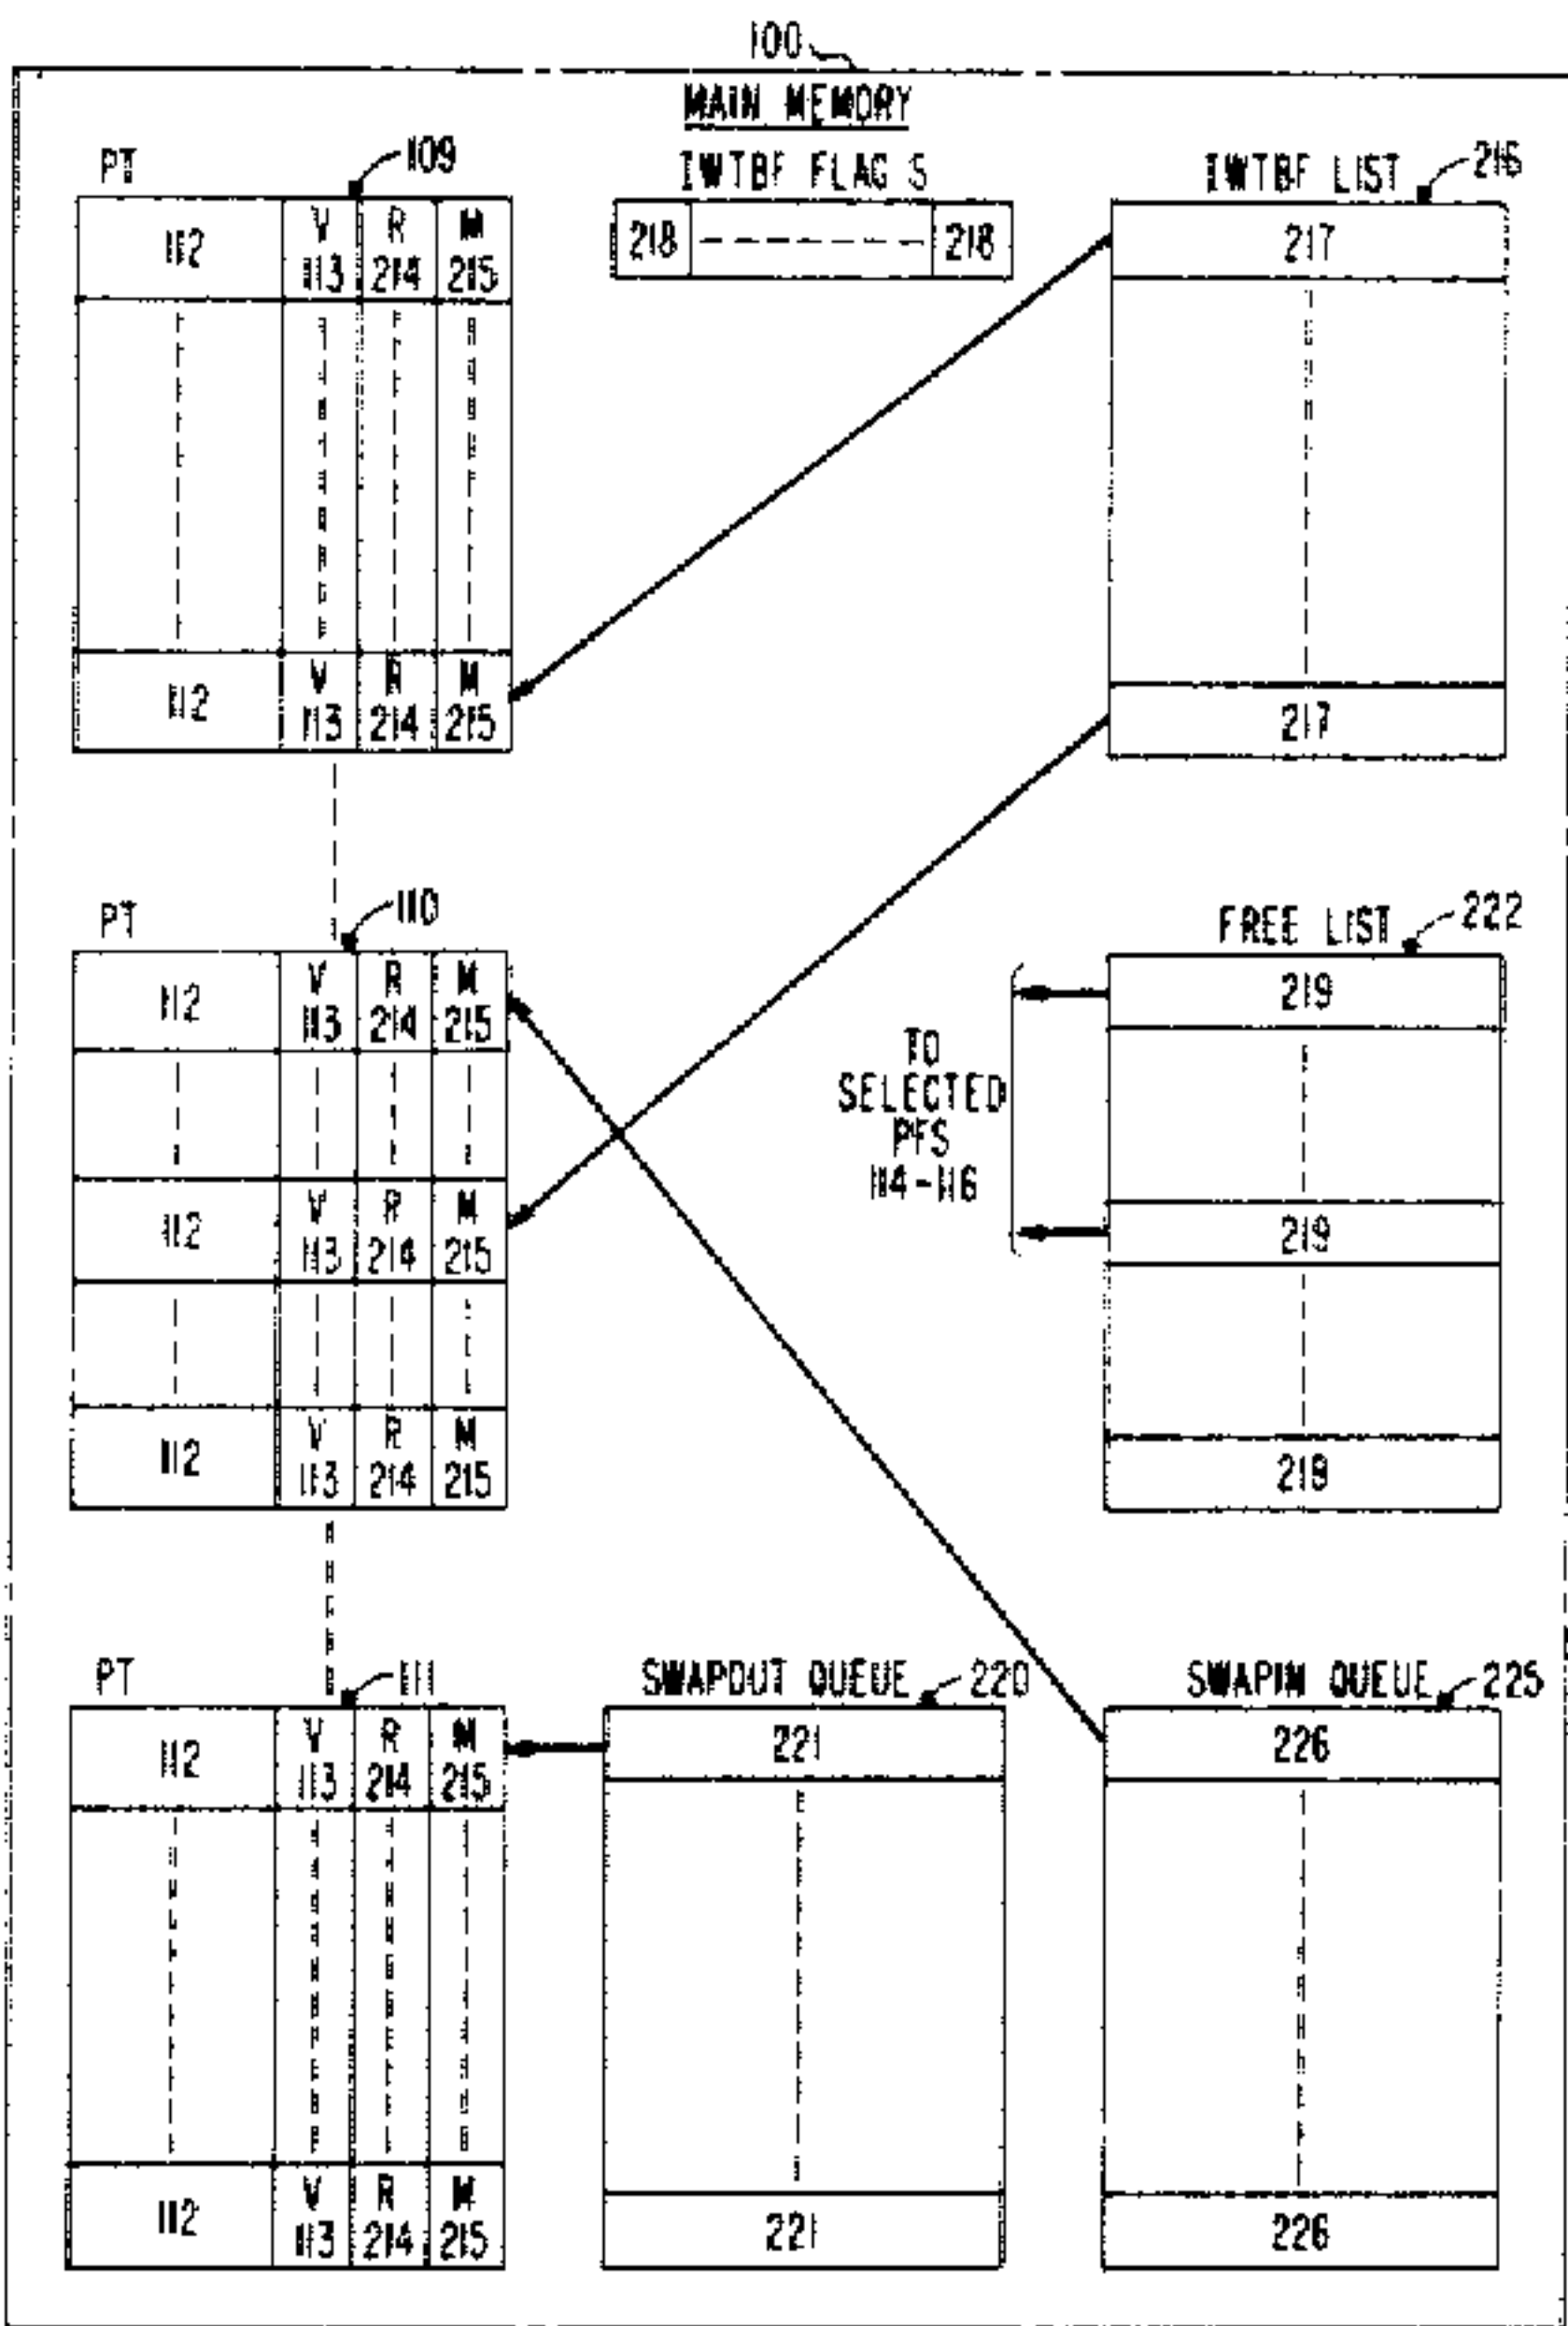 100
MAIN MEMORY
PT 109
IWTBF FLAGS
IWTBF LIST 216
112 V 113 R 214 M 215
218 218
217
112 V 113 R 214 M 215
217
PT 110
FREE LIST 222
112 V 113 R 214 M 215
219
TO
SELECTED
PFS
114-116
112 V 113 R 214 M 215
219
112 V 113 R 214 M 215
219
PT 111
SWAPOUT QUEUE 220
SWAPIN QUEUE 225
112 V 113 R 214 M 215
221
226
112 V 113 R 214 M 215
221
226